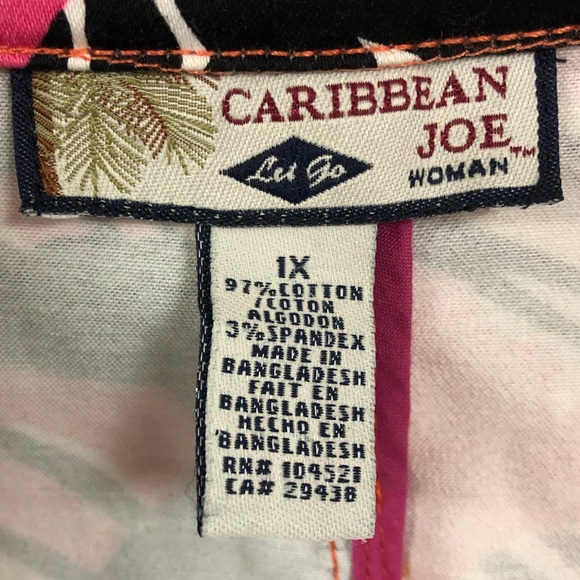 CARIBBEAN
JOE™
Let Go
WOMAN
1X
97%COTTON
/COTON
ALGODON
3%SPANDEX
MADE IN
BANGLADESH
FAIT EN
BANGLADESH
HECHO EN
BANGLADESH
RN# 104521
CA# 29438